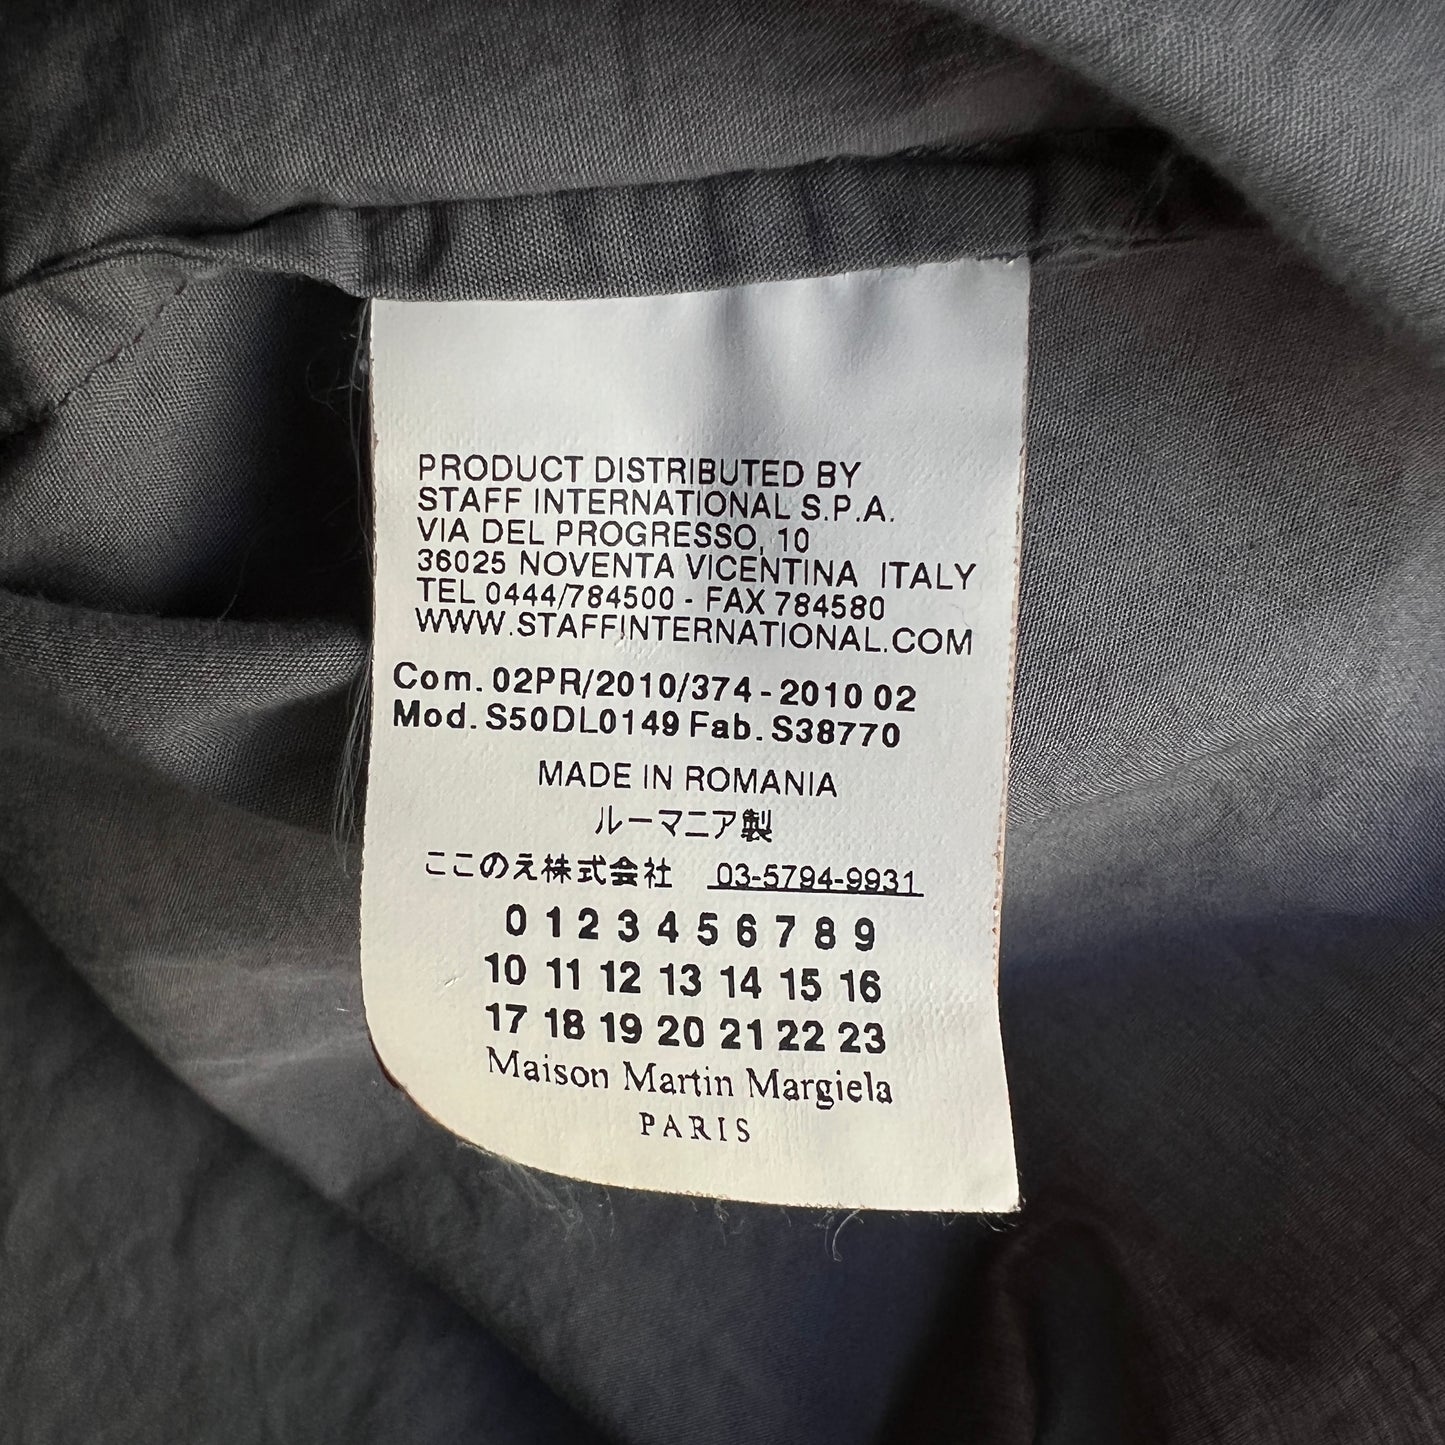 PRODUCT DISTRIBUTED BY
STAFF INTERNATIONAL S.P.A.
VIA DEL PROGRESSO, 10
36025 NOVENTA VICENTINA ITALY
TEL 0444/784500 - FAX 784580
WWW.STAFFINTERNATIONAL.COM
Com. 02PR/2010/374 - 2010 02
Mod. S50DL0149 Fab. S38770
MADE IN ROMANIA
ルーマニア製
ここのえ株式会社 03-5794-9931
0 1 2 3 4 5 6 7 8 9
10 11 12 13 14 15 16
17 18 19 20 21 22 23
Maison Martin Margiela
PARIS